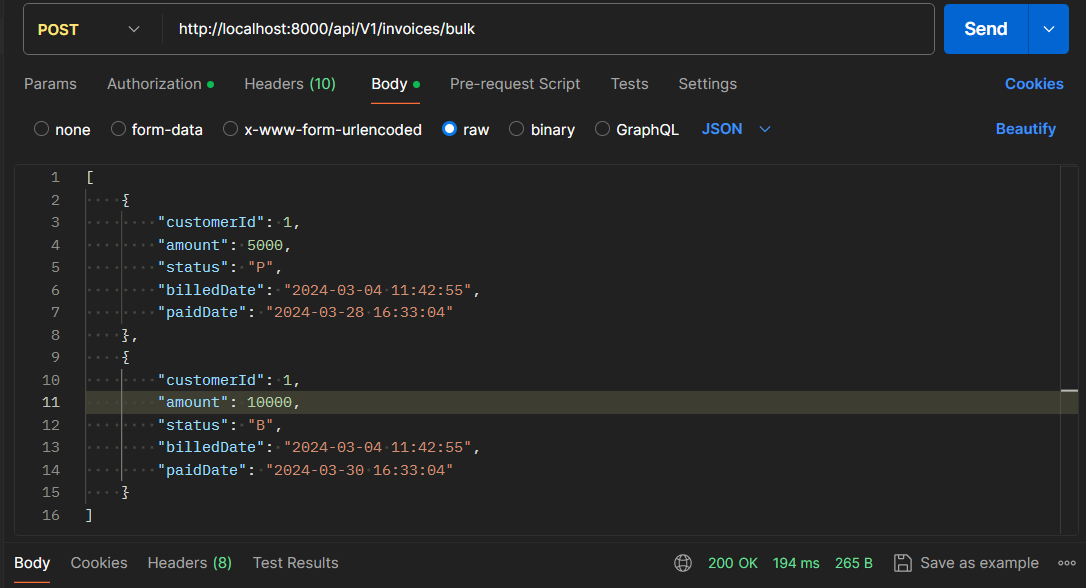 POST http://localhost:8000/api/V1/invoices/bulk Send
Params Authorization Headers (10) Body Pre-request Script Tests Settings Cookies
none form-data x-www-form-urlencoded raw binary GraphQL JSON Beautify
1 [
2 {
3 "customerId": 1,
4 "amount": 5000,
5 "status": "P",
6 "billedDate": "2024-03-04 11:42:55",
7 "paidDate": "2024-03-28 16:33:04"
8 },
9 {
10 "customerId": 1,
11 "amount": 10000,
12 "status": "B",
13 "billedDate": "2024-03-04 11:42:55",
14 "paidDate": "2024-03-30 16:33:04"
15 }
16 ]
Body Cookies Headers (8) Test Results 200 OK 194 ms 265 B Save as example